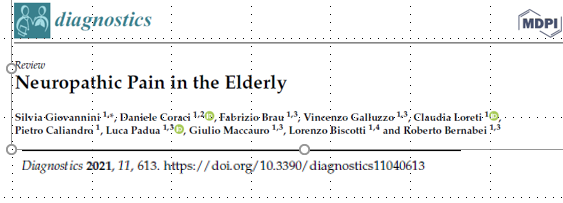 diagnostics
MDPI
Review
Neuropathic Pain in the Elderly
Silvia Giovannini 1,*, Daniele Coraci 1,2, Fabrizio Brau 1,3, Vincenzo Galluzzo 1,3, Claudia Loreti 1,
Pietro Caliandro 1, Luca Padua 1,3, Giulio Maccauro 1,3, Lorenzo Biscotti 1,4 and Roberto Bernabei 1,3
Diagnostics 2021, 11, 613. https://doi.org/10.3390/diagnostics11040613